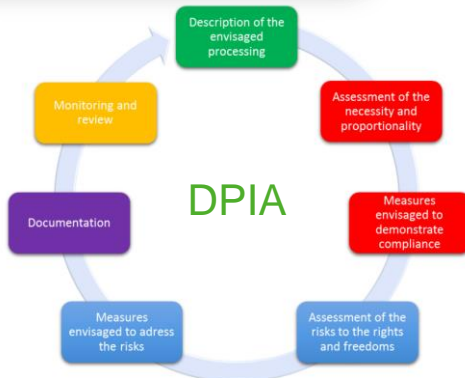 Description of the
envisaged
processing
Assessment of the
necessity and
proportionality
Measures
envisaged to
demonstrate
compliance
Assessment of the
risks to the rights
and freedoms
Measures
envisaged to adress
the risks
Documentation
Monitoring and
review
DPIA